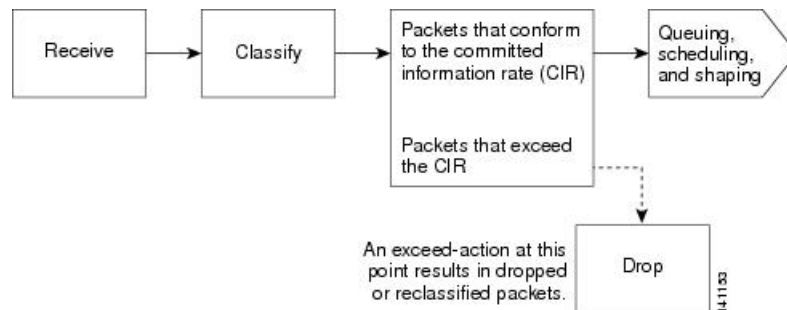 Receive
Classify
Packets that conform
to the committed
information rate (CIR)
Queuing,
scheduling,
and shaping
Packets that exceed
the CIR
An exceed-action at this
point results in dropped
or reclassified packets.
Drop
141153